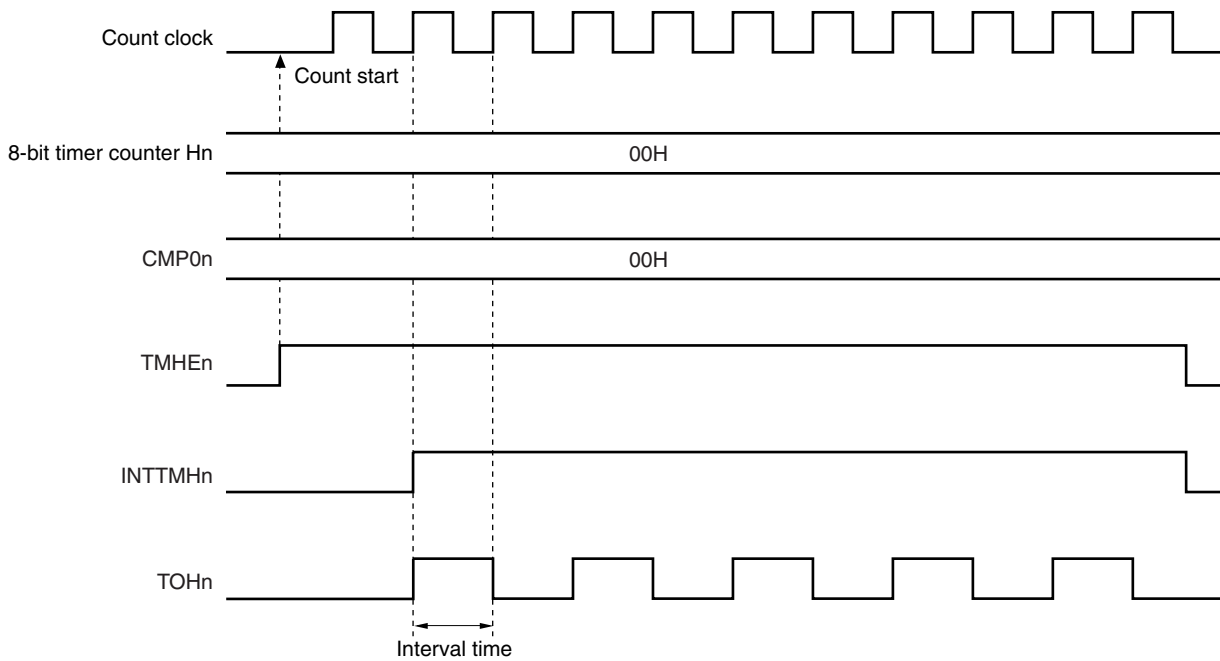 Count clock
Count start
8-bit timer counter Hn
00H
CMP0n
00H
TMHEn
INTTMHn
TOHn
Interval time